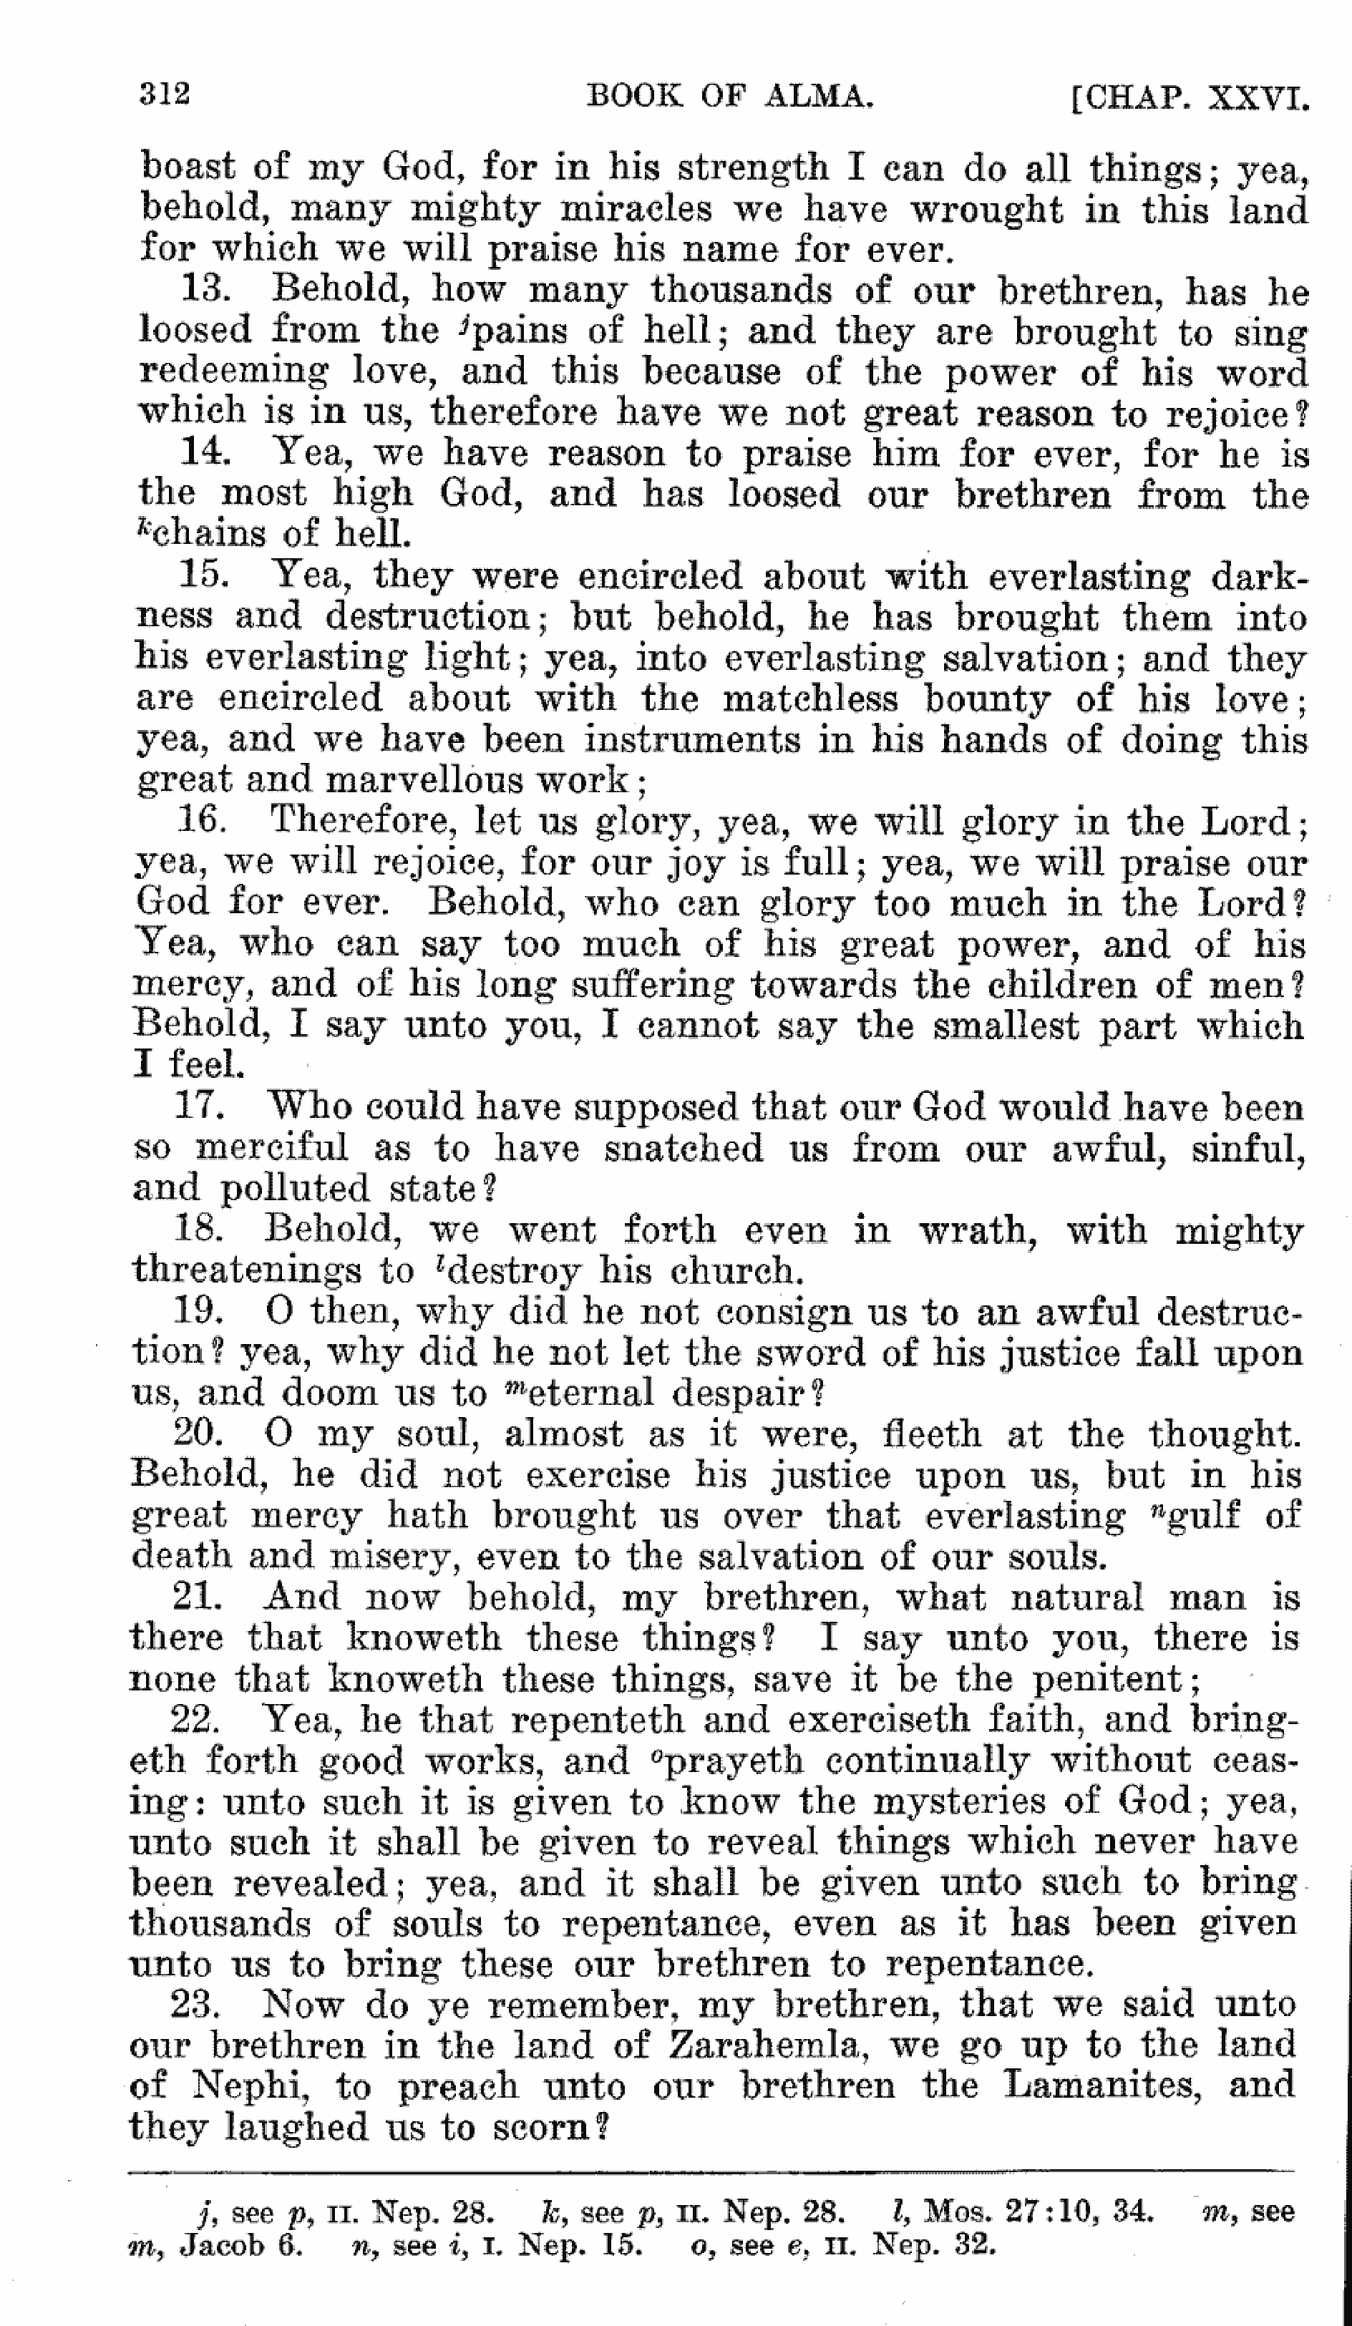 312 BOOK OF ALMA. [CHAP. XXVI.
boast of my God, for in his strength I can do all things; yea,
behold, many mighty miracles we have wrought in this land
for which we will praise his name for ever.
13. Behold, how many thousands of our brethren, has he
loosed from the jpains of hell; and they are brought to sing
redeeming love, and this because of the power of his word
which is in us, therefore have we not great reason to rejoice?
14. Yea, we have reason to praise him for ever, for he is
the most high God, and has loosed our brethren from the
kchains of hell.
15. Yea, they were encircled about with everlasting dark-
ness and destruction; but behold, he has brought them into
his everlasting light; yea, into everlasting salvation; and they
are encircled about with the matchless bounty of his love;
yea, and we have been instruments in his hands of doing this
great and marvellous work;
16. Therefore, let us glory, yea, we will glory in the Lord;
yea, we will rejoice, for our joy is full; yea, we will praise our
God for ever. Behold, who can glory too much in the Lord?
Yea, who can say too much of his great power, and of his
mercy, and of his long suffering towards the children of men?
Behold, I say unto you, I cannot say the smallest part which
I feel.
17. Who could have supposed that our God would have been
so merciful as to have snatched us from our awful, sinful,
and polluted state?
18. Behold, we went forth even in wrath, with mighty
threatenings to ldestroy his church.
19. O then, why did he not consign us to an awful destruc-
tion? yea, why did he not let the sword of his justice fall upon
us, and doom us to meternal despair?
20. O my soul, almost as it were, fleeth at the thought.
Behold, he did not exercise his justice upon us, but in his
great mercy hath brought us over that everlasting ngulf of
death and misery, even to the salvation of our souls.
21. And now behold, my brethren, what natural man is
there that knoweth these things? I say unto you, there is
none that knoweth these things, save it be the penitent;
22. Yea, he that repenteth and exerciseth faith, and bring-
eth forth good works, and oprayeth continually without ceas-
ing: unto such it is given to know the mysteries of God; yea,
unto such it shall be given to reveal things which never have
been revealed; yea, and it shall be given unto such to bring
thousands of souls to repentance, even as it has been given
unto us to bring these our brethren to repentance.
23. Now do ye remember, my brethren, that we said unto
our brethren in the land of Zarahemla, we go up to the land
of Nephi, to preach unto our brethren the Lamanites, and
they laughed us to scorn?
j, see p, II. Nep. 28. k, see p, II. Nep. 28. l, Mos. 27:10, 34. m, see
m, Jacob 6. n, see i, I. Nep. 15. o, see e, II. Nep. 32.